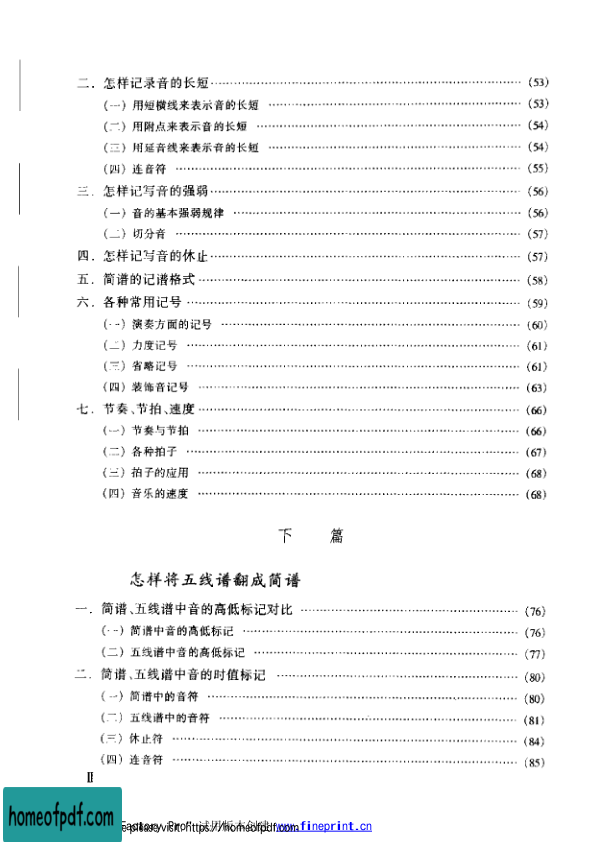 二．怎样记录音的长短 …… (53)
（一）用短横线来表示音的长短 …… (53)
（二）用附点来表示音的长短 …… (54)
（三）用延音线来表示音的长短 …… (54)
（四）连音符 …… (55)
三．怎样记写音的强弱 …… (56)
（一）音的基本强弱规律 …… (56)
（二）切分音 …… (57)
四．怎样记写音的休止 …… (57)
五．简谱的记谱格式 …… (58)
六．各种常用记号 …… (59)
（一）演奏方面的记号 …… (60)
（二）力度记号 …… (61)
（三）省略记号 …… (61)
（四）装饰音记号 …… (63)
七．节奏、节拍、速度 …… (66)
（一）节奏与节拍 …… (66)
（二）各种拍子 …… (67)
（三）拍子的应用 …… (68)
（四）音乐的速度 …… (68)
下 篇
怎样将五线谱翻成简谱
一．简谱、五线谱中音的高低标记对比 …… (76)
（一）简谱中音的高低标记 …… (76)
（二）五线谱中音的高低标记 …… (77)
二．简谱、五线谱中音的时值标记 …… (80)
（一）简谱中的音符 …… (80)
（二）五线谱中的音符 …… (81)
（三）休止符 …… (84)
（四）连音符 …… (85)
II
homeofpdf.com
Factory Pro" 试用版本创建 www.fineprint.cn
please visit: https://homeofpdf.com